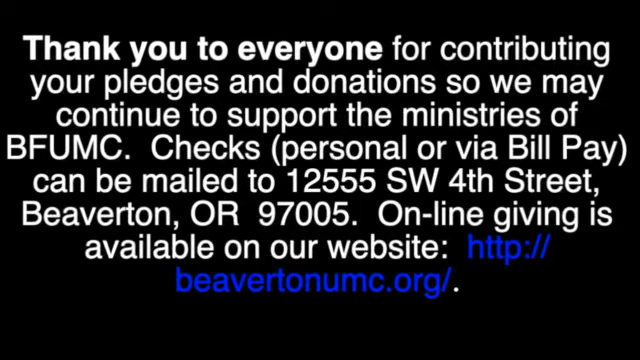 Thank you to everyone for contributing
your pledges and donations so we may
continue to support the ministries of
BFUMC.  Checks (personal or via Bill Pay)
can be mailed to 12555 SW 4th Street,
Beaverton, OR  97005.  On-line giving is
available on our website:  http://
beavertonumc.org/.